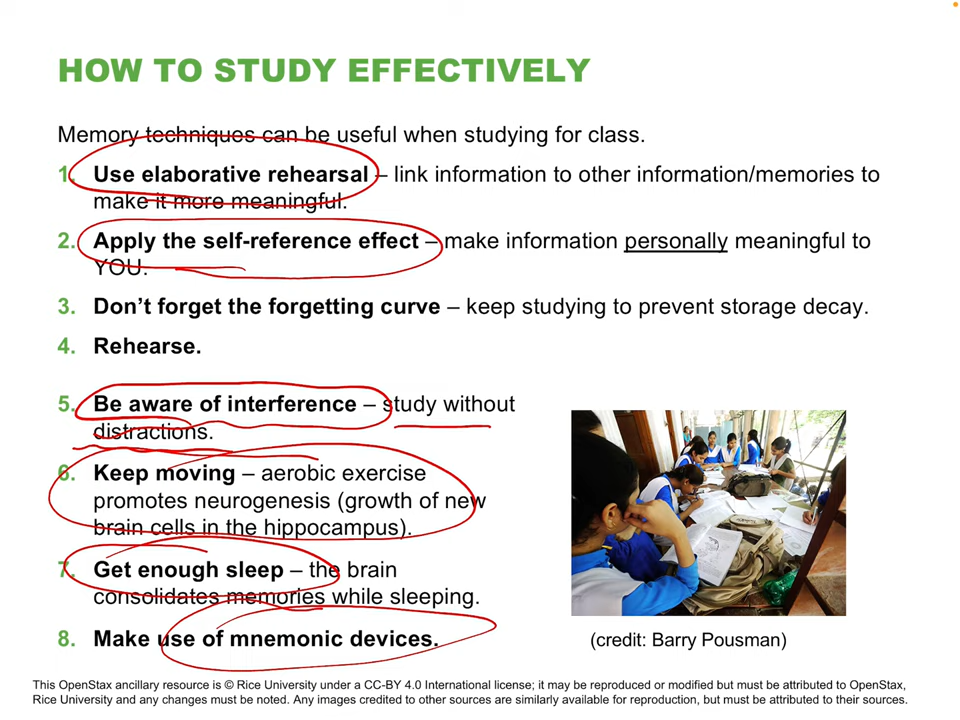 HOW TO STUDY EFFECTIVELY
Memory techniques can be useful when studying for class.
1. Use elaborative rehearsal – link information to other information/memories to
make it more meaningful.
2. Apply the self-reference effect – make information personally meaningful to
YOU.
3. Don’t forget the forgetting curve – keep studying to prevent storage decay.
4. Rehearse.
5. Be aware of interference – study without
distractions.
6. Keep moving – aerobic exercise
promotes neurogenesis (growth of new
brain cells in the hippocampus).
7. Get enough sleep – the brain
consolidates memories while sleeping.
8. Make use of mnemonic devices.
(credit: Barry Pousman)
This OpenStax ancillary resource is © Rice University under a CC-BY 4.0 International license; it may be reproduced or modified but must be attributed to OpenStax,
Rice University and any changes must be noted. Any images credited to other sources are similarly available for reproduction, but must be attributed to their sources.